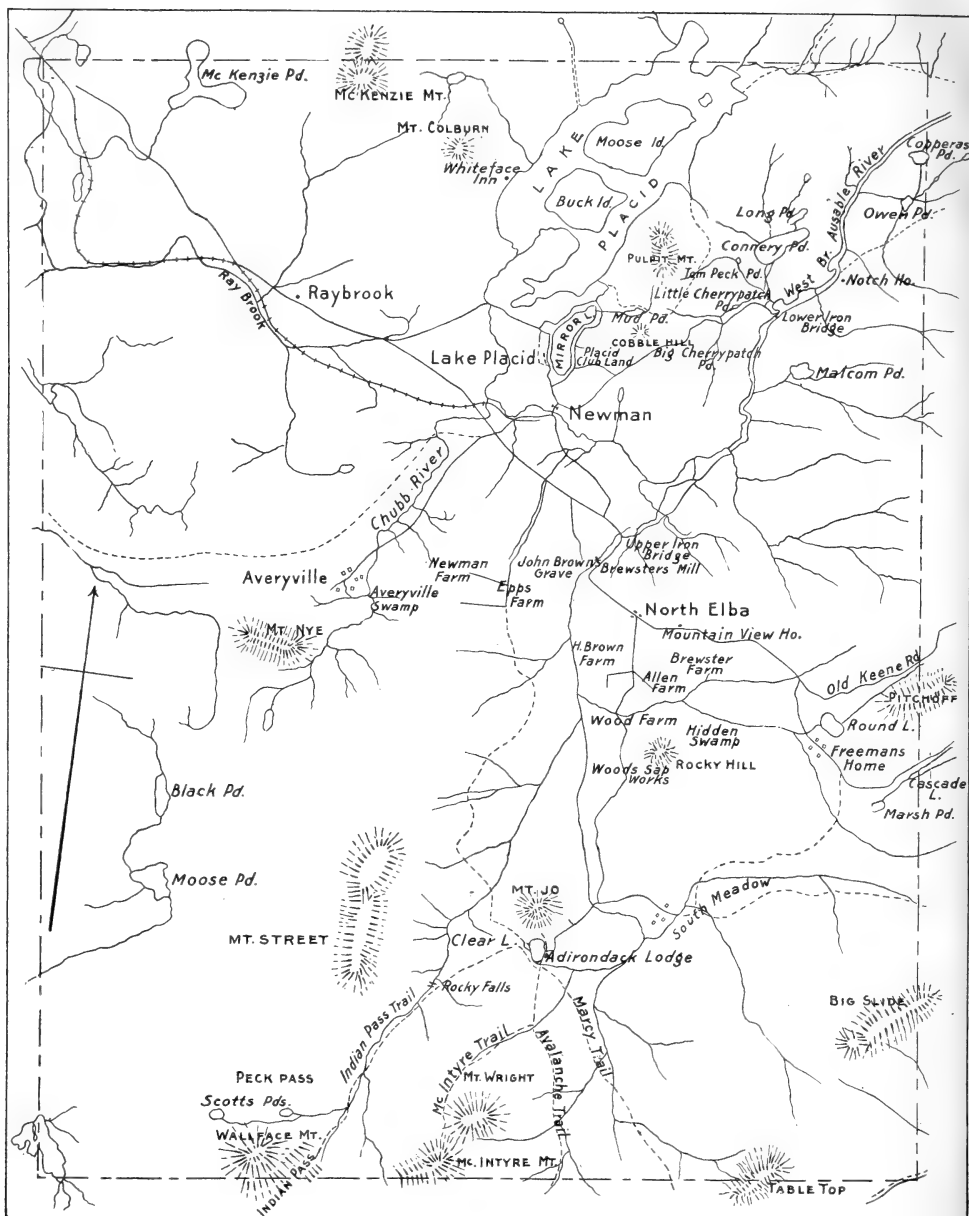 Mc Kenzie Pd.
McKENZIE MT.
MT. COLBURN
Whiteface
Inn
LAKE
PLACID
Moose Id.
Buck Id.
Copperas
Pd.
Owen Pd.
West Br. Ausable River
Long Pd.
Connery Pd.
PULPIT MT.
Tom Peck Pd.
Little Cherrypatch
Pd.
Notch Ho.
Lower Iron
Bridge
Ray Brook
Raybrook
MIRROR L.
Mud Pd.
COBBLE HILL
Placid
Club Land
Big Cherrypatch
Pd.
Lake Placid
Malcom Pd.
Newman
Chubb River
Upper Iron
Bridge
John Brown's
Grave
Brewsters Mill
Newman
Farm
Epps
Farm
Averyville
Averyville
Swamp
North Elba
Mountain View Ho.
MT. NYE
H. Brown
Farm
Brewster
Farm
Allen
Farm
Old Keene Rd
PITCHOFF
Wood Farm
Hidden
Swamp
Round L.
Freemans
Home
Woods Sap
Works
ROCKY HILL
Cascade
L.
Marsh Pd.
Black Pd.
Moose Pd.
MT. STREET
MT. JO
South Meadow
Clear L.
Adirondack Lodge
Rocky Falls
Indian Pass Trail
Marcy Trail
BIG SLIDE
Mc Intyre Trail
Avalanche Trail
MT. WRIGHT
PECK PASS
Scotts Pds.
WALLFACE MT.
INDIAN PASS
Mc. INTYRE MT.
TABLE TOP